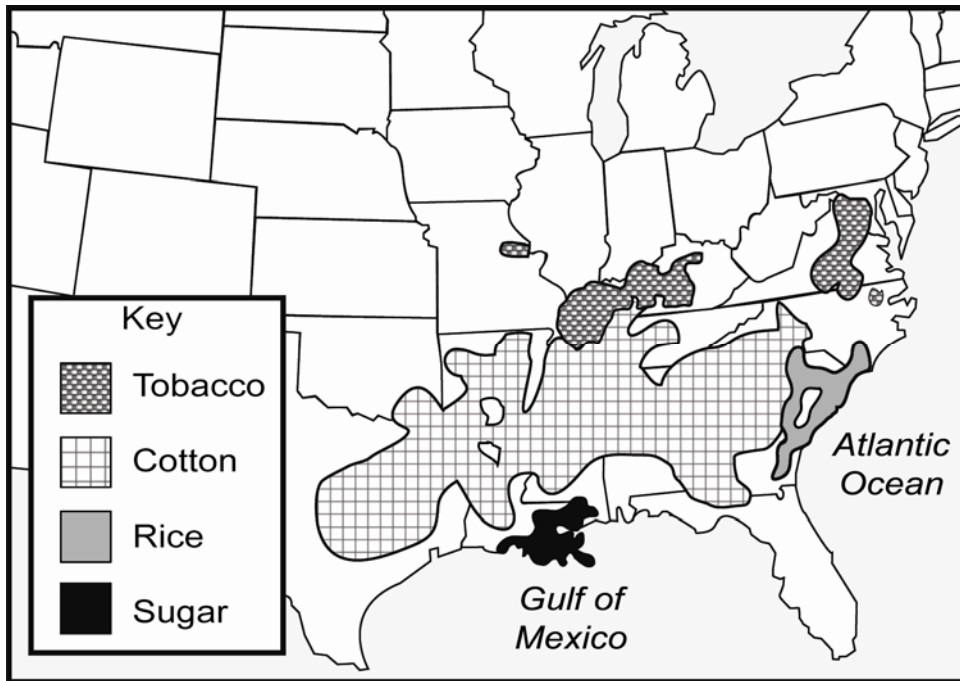 Key
Tobacco
Cotton
Rice
Sugar
Atlantic
Ocean
Gulf of
Mexico